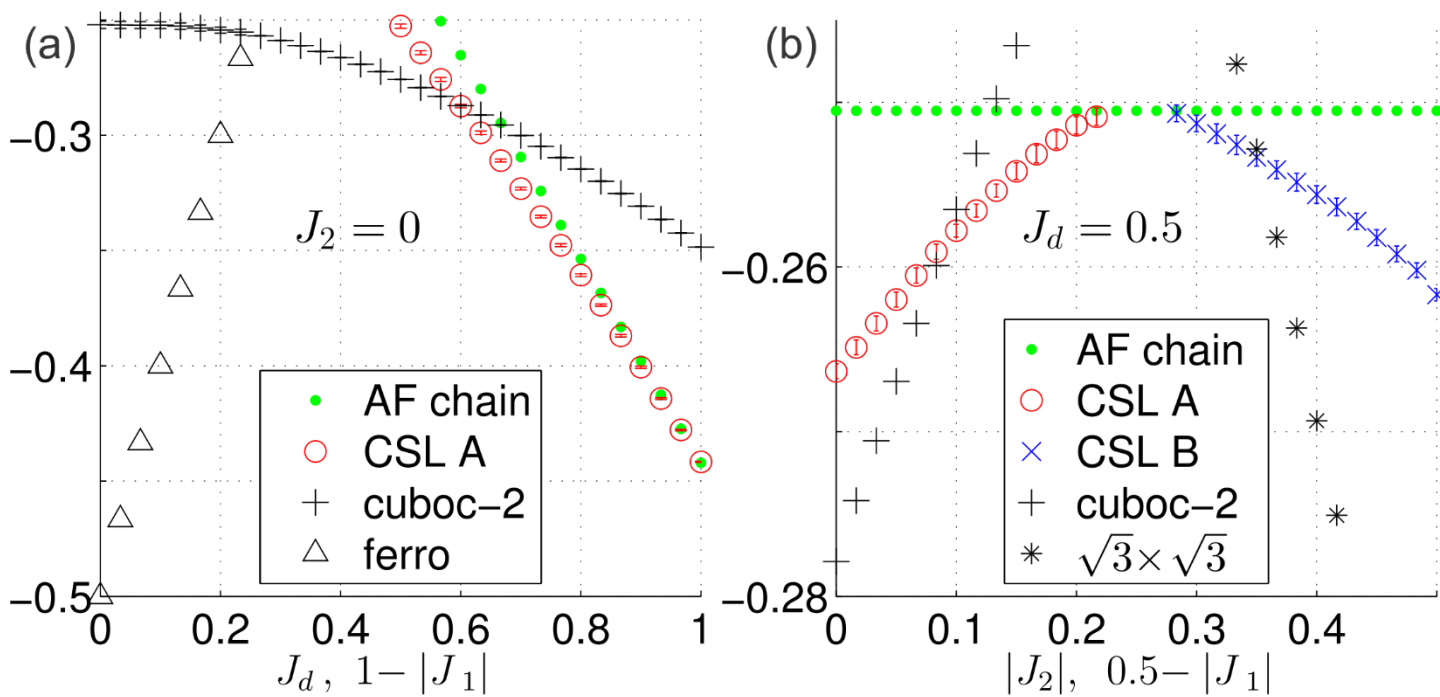 (a)
−0.3
−0.4
−0.5
J₂ = 0
AF chain
CSL A
cuboc−2
ferro
0 0.2 0.4 0.6 0.8 1
J_d , 1−|J₁|
(b)
−0.26
−0.28
J_d = 0.5
AF chain
CSL A
CSL B
cuboc−2
√3×√3
0 0.1 0.2 0.3 0.4
|J₂|, 0.5−|J₁|